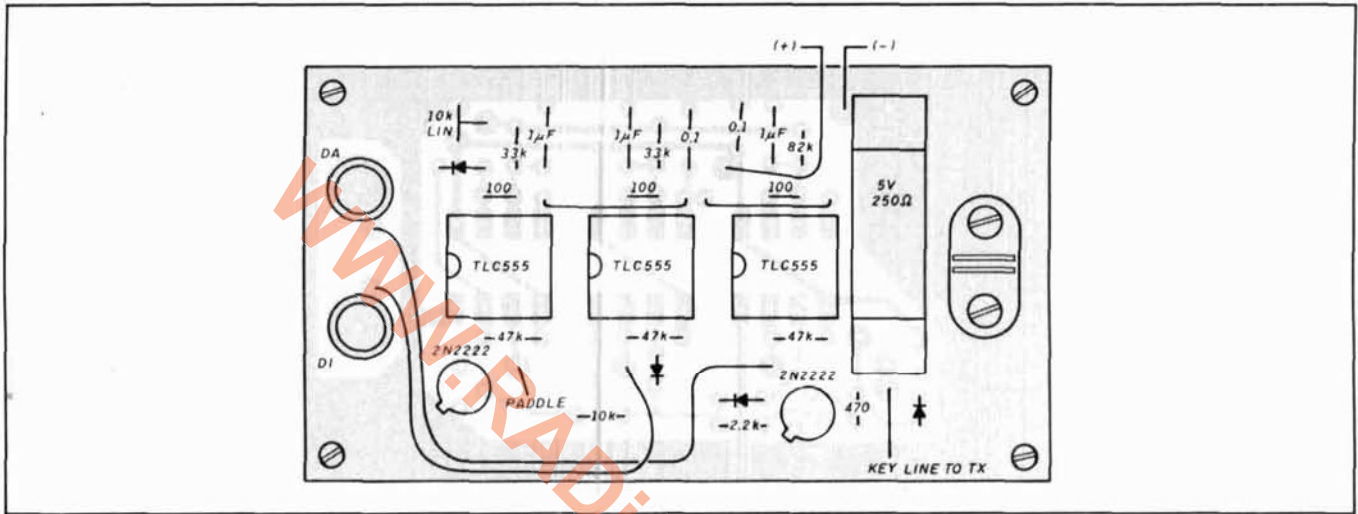 (+) (-)
10k
LIN
1µF
33k
1µF
33k
0.1
0.1
1µF
82k
DA
100
100
100
5V
250Ω
TLC555
TLC555
TLC555
47k
47k
47k
DI
2N2222
PADDLE
10k
2N2222
2.2k
470
KEY LINE TO TX
WWW.RADi